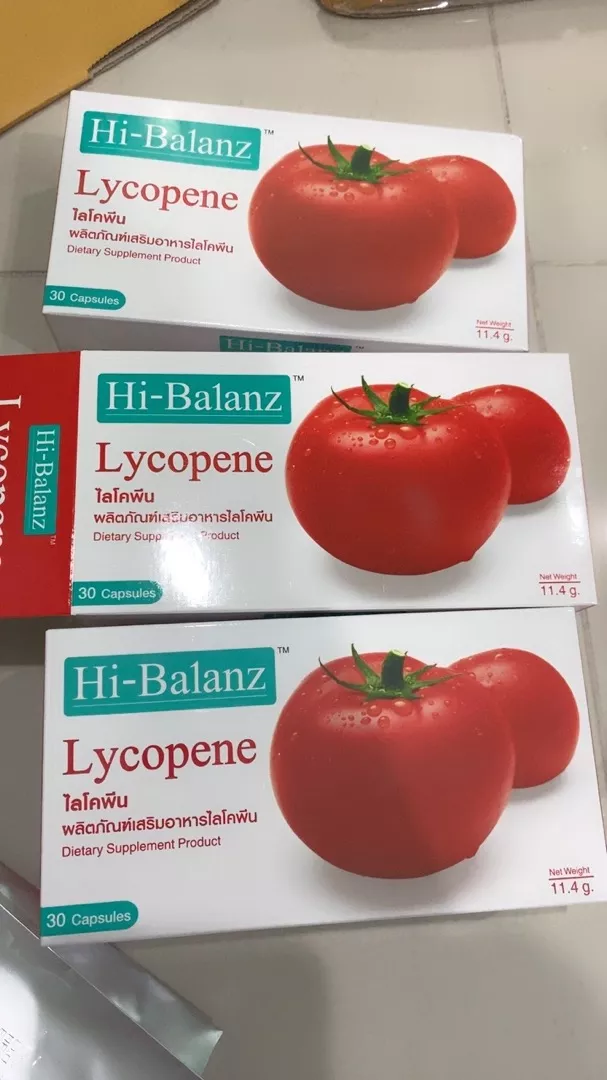 Hi-Balanz™
Lycopene
ไลโคพีน
ผลิตภัณฑ์เสริมอาหารไลโคพีน
Dietary Supplement Product
30 Capsules
Net Weight
11.4 g.
Hi-Balanz
Lycopene
Hi-Balanz™
Hi-Balanz™
Lycopene
ไลโคพีน
ผลิตภัณฑ์เสริมอาหารไลโคพีน
Dietary Product
30 Capsules
Net Weight
11.4 g.
Hi-Balanz™
Lycopene
ไลโคพีน
ผลิตภัณฑ์เสริมอาหารไลโคพีน
Dietary Supplement Product
30 Capsules
Net Weight
11.4 g.